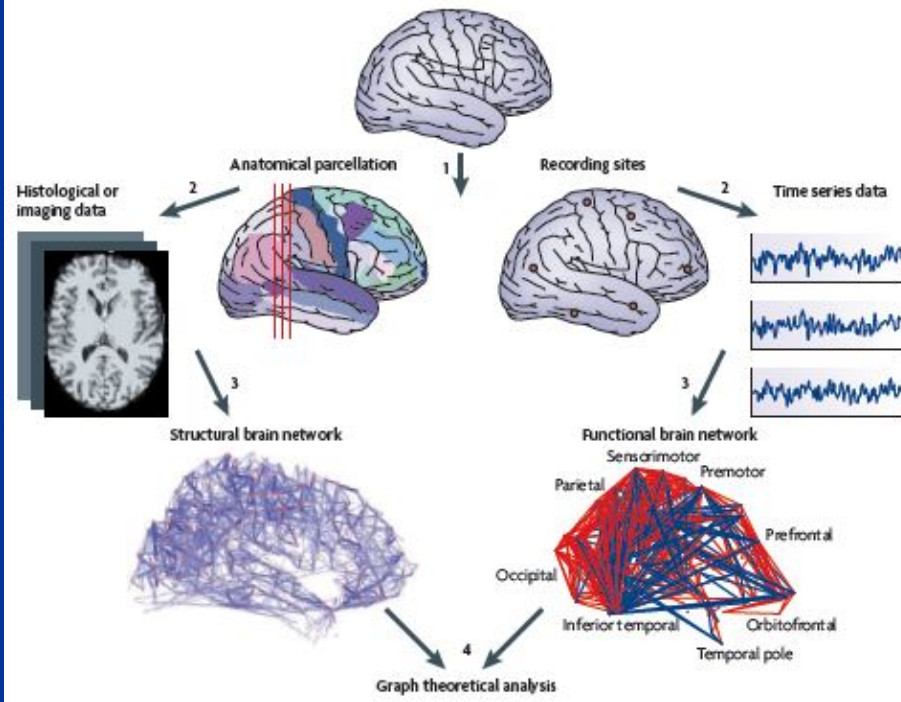 Anatomical parcellation
1
Recording sites
Histological or
imaging data
2
2
Time series data
3
3
Structural brain network
Functional brain network
Sensorimotor
Premotor
Parietal
Prefrontal
Occipital
Inferior temporal
Orbitofrontal
Temporal pole
4
Graph theoretical analysis